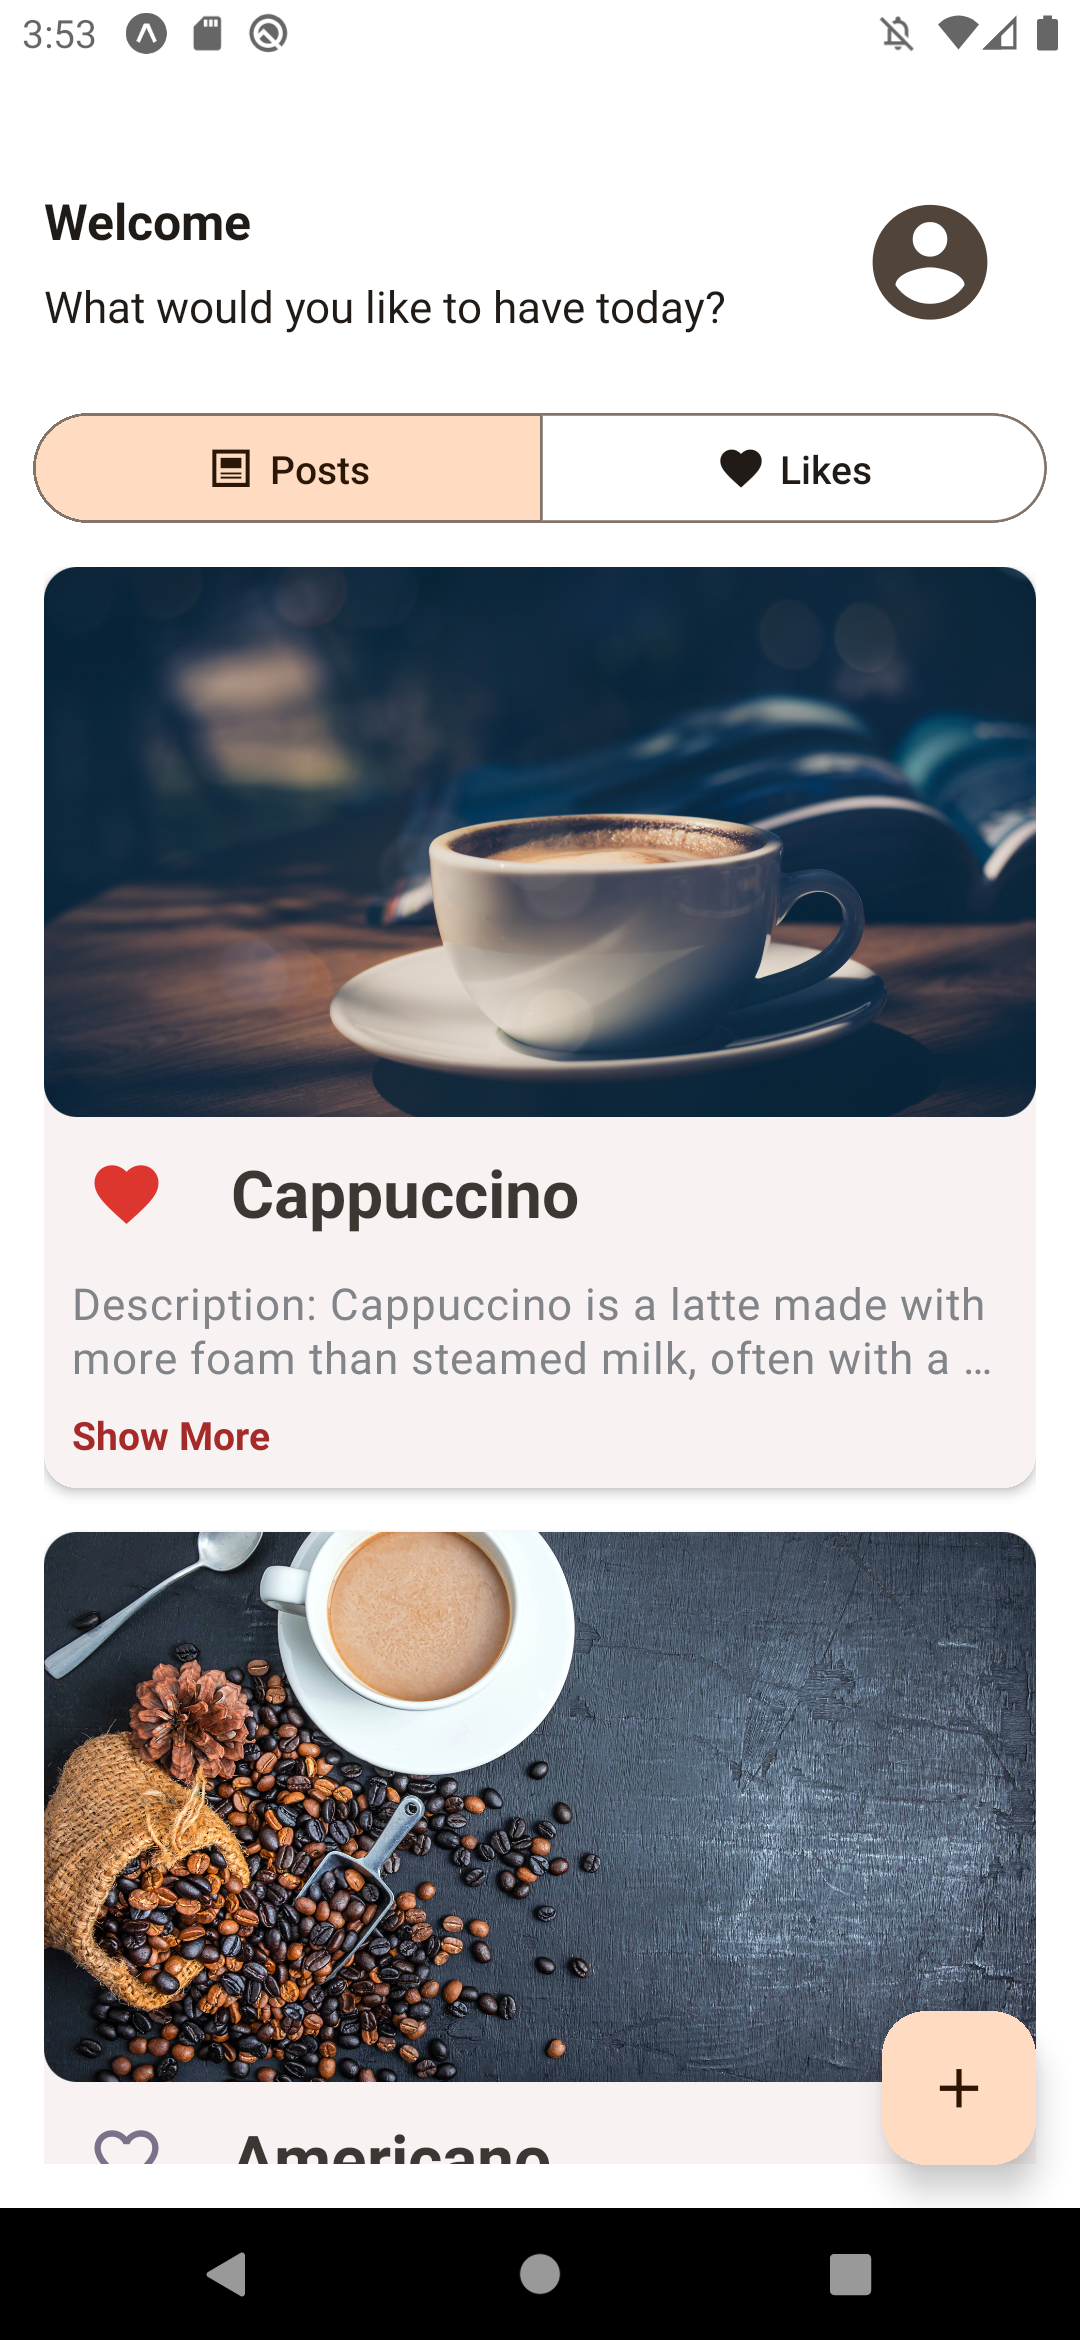 3:53
Welcome
What would you like to have today?
Posts
Likes
Cappuccino
Description: Cappuccino is a latte made with
more foam than steamed milk, often with a ...
Show More
Americano